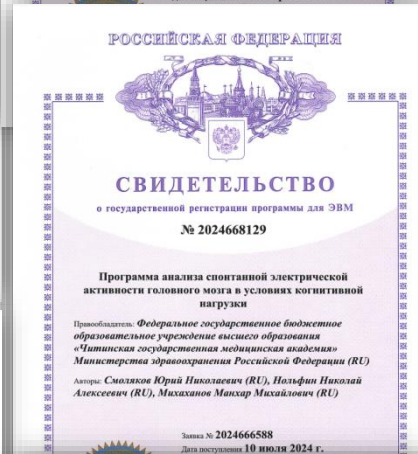 РОССИЙСКАЯ ФЕДЕРАЦИЯ
СВИДЕТЕЛЬСТВО
о государственной регистрации программы для ЭВМ
№ 2024668129
Программа анализа спонтанной электрической
активности головного мозга в условиях когнитивной
нагрузки
Правообладатель: Федеральное государственное бюджетное
образовательное учреждение высшего образования
«Читинская государственная медицинская академия»
Министерства здравоохранения Российской Федерации (RU)
Авторы: Смоляков Юрий Николаевич (RU), Нольфин Николай
Алексеевич (RU), Михаханов Манхар Михайлович (RU)
Заявка № 2024666588
Дата поступления 10 июля 2024 г.